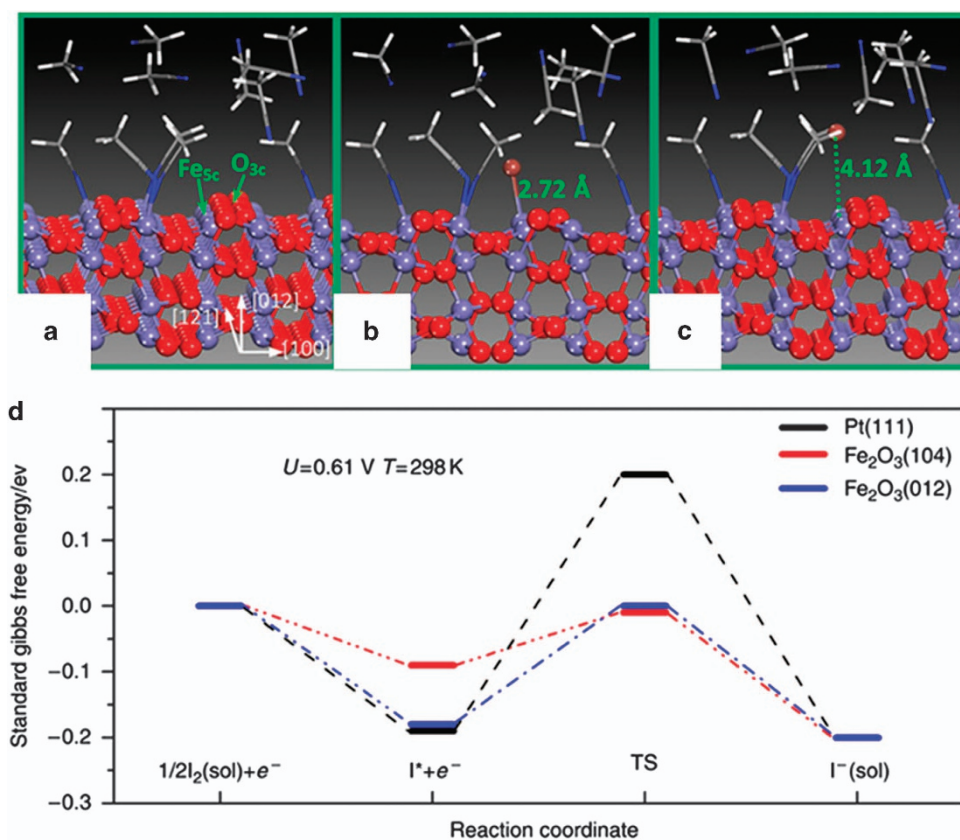 Fe5c
O3c
[012]
[121]
[100]
a
2.72 Å
b
4.12 Å
c
d
Standard gibbs free energy/ev
0.2
0.1
0.0
−0.1
−0.2
−0.3
U=0.61 V T=298 K
Pt(111)
Fe2O3(104)
Fe2O3(012)
1/2I2(sol)+e−
I*+e−
TS
I−(sol)
Reaction coordinate